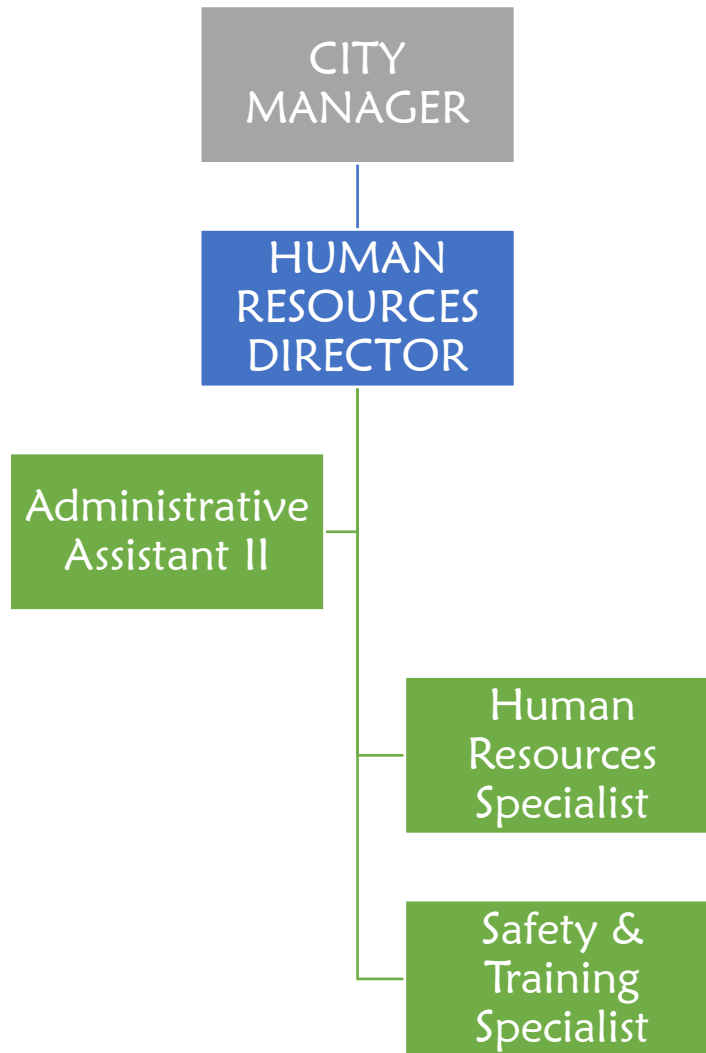 CITY
MANAGER
HUMAN
RESOURCES
DIRECTOR
Administrative
Assistant II
Human
Resources
Specialist
Safety &
Training
Specialist